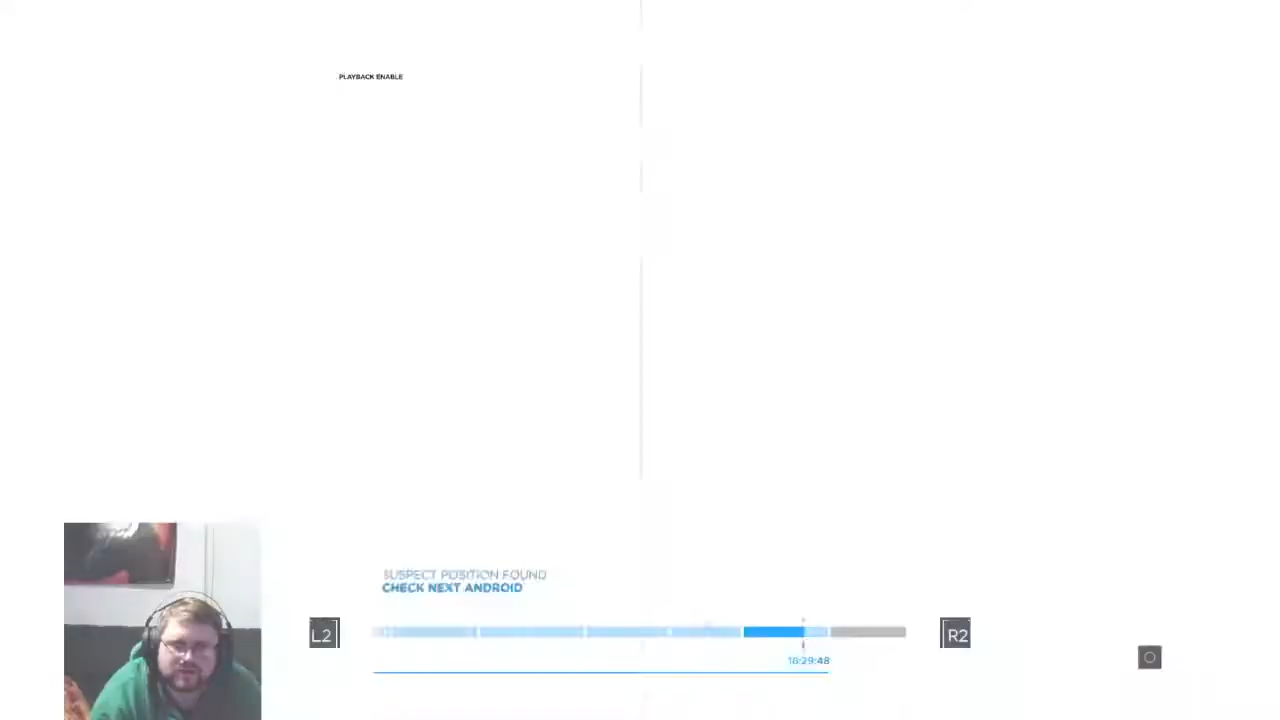 PLAYBACK ENABLE
SUSPECT POSITION FOUND
CHECK NEXT ANDROID
L2
R2
18:29:48